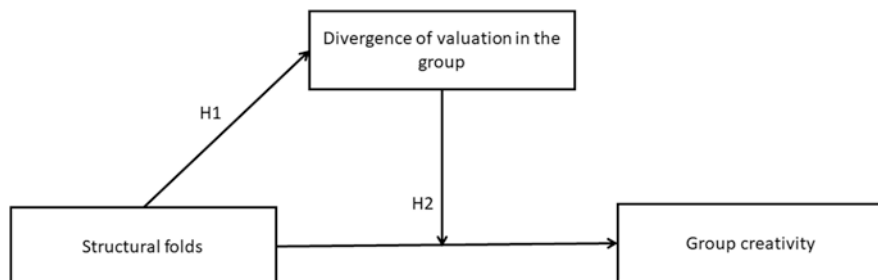 Divergence of valuation in the
group
H1
H2
Structural folds
Group creativity